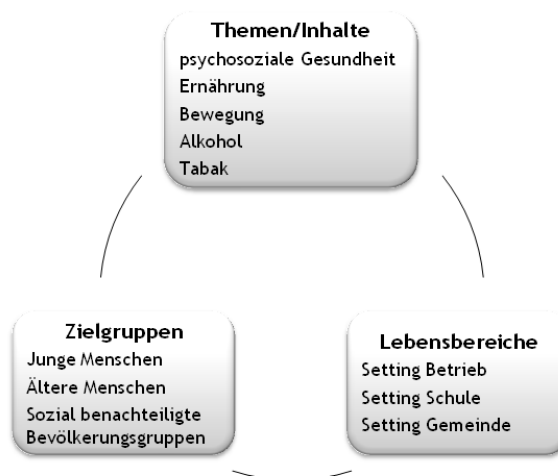 Themen/Inhalte
psychosoziale Gesundheit
Ernährung
Bewegung
Alkohol
Tabak
Zielgruppen
Junge Menschen
Ältere Menschen
Sozial benachteiligte
Bevölkerungsgruppen
Lebensbereiche
Setting Betrieb
Setting Schule
Setting Gemeinde